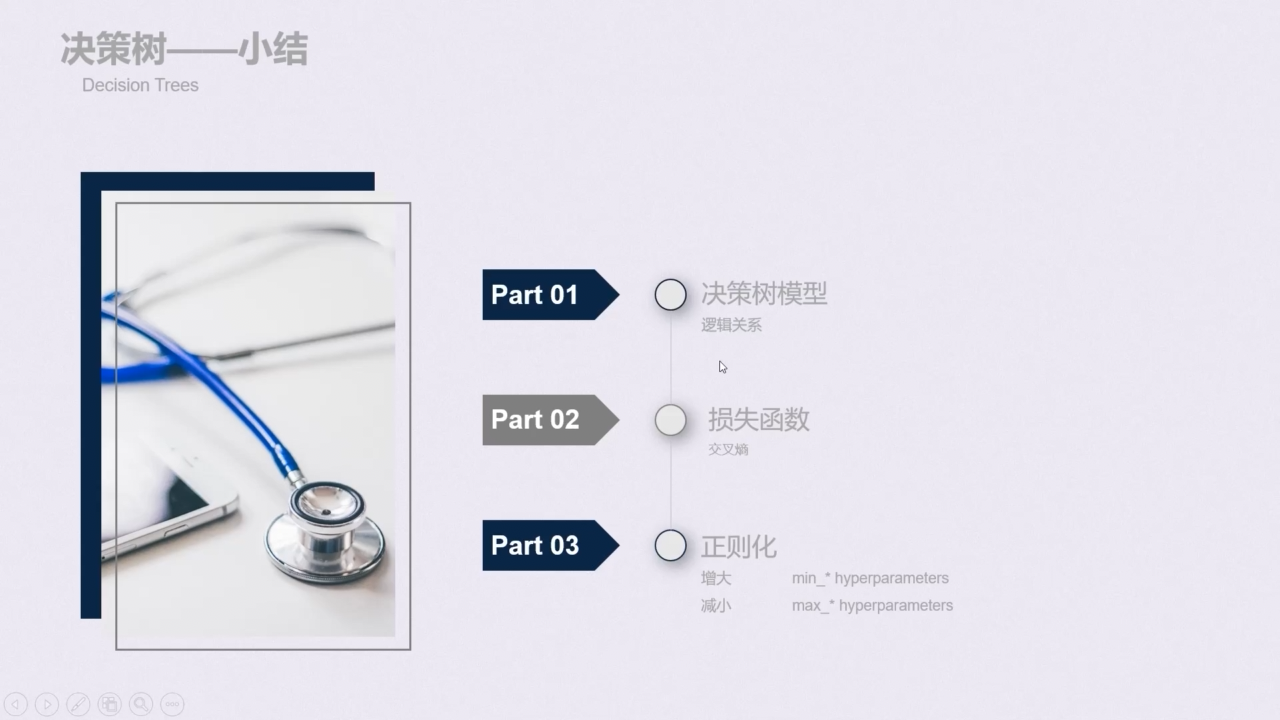 决策树——小结
Decision Trees
Part 01
决策树模型
逻辑关系
Part 02
损失函数
交叉熵
Part 03
正则化
增大 min_* hyperparameters
减小 max_* hyperparameters